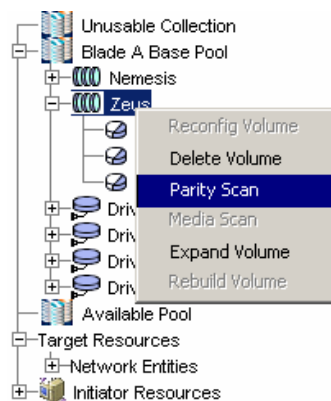 Unusable Collection
Blade A Base Pool
Nemesis
Zeus
Reconfig Volume
Delete Volume
Parity Scan
Media Scan
Expand Volume
Rebuild Volume
Available Pool
Target Resources
Network Entities
Initiator Resources